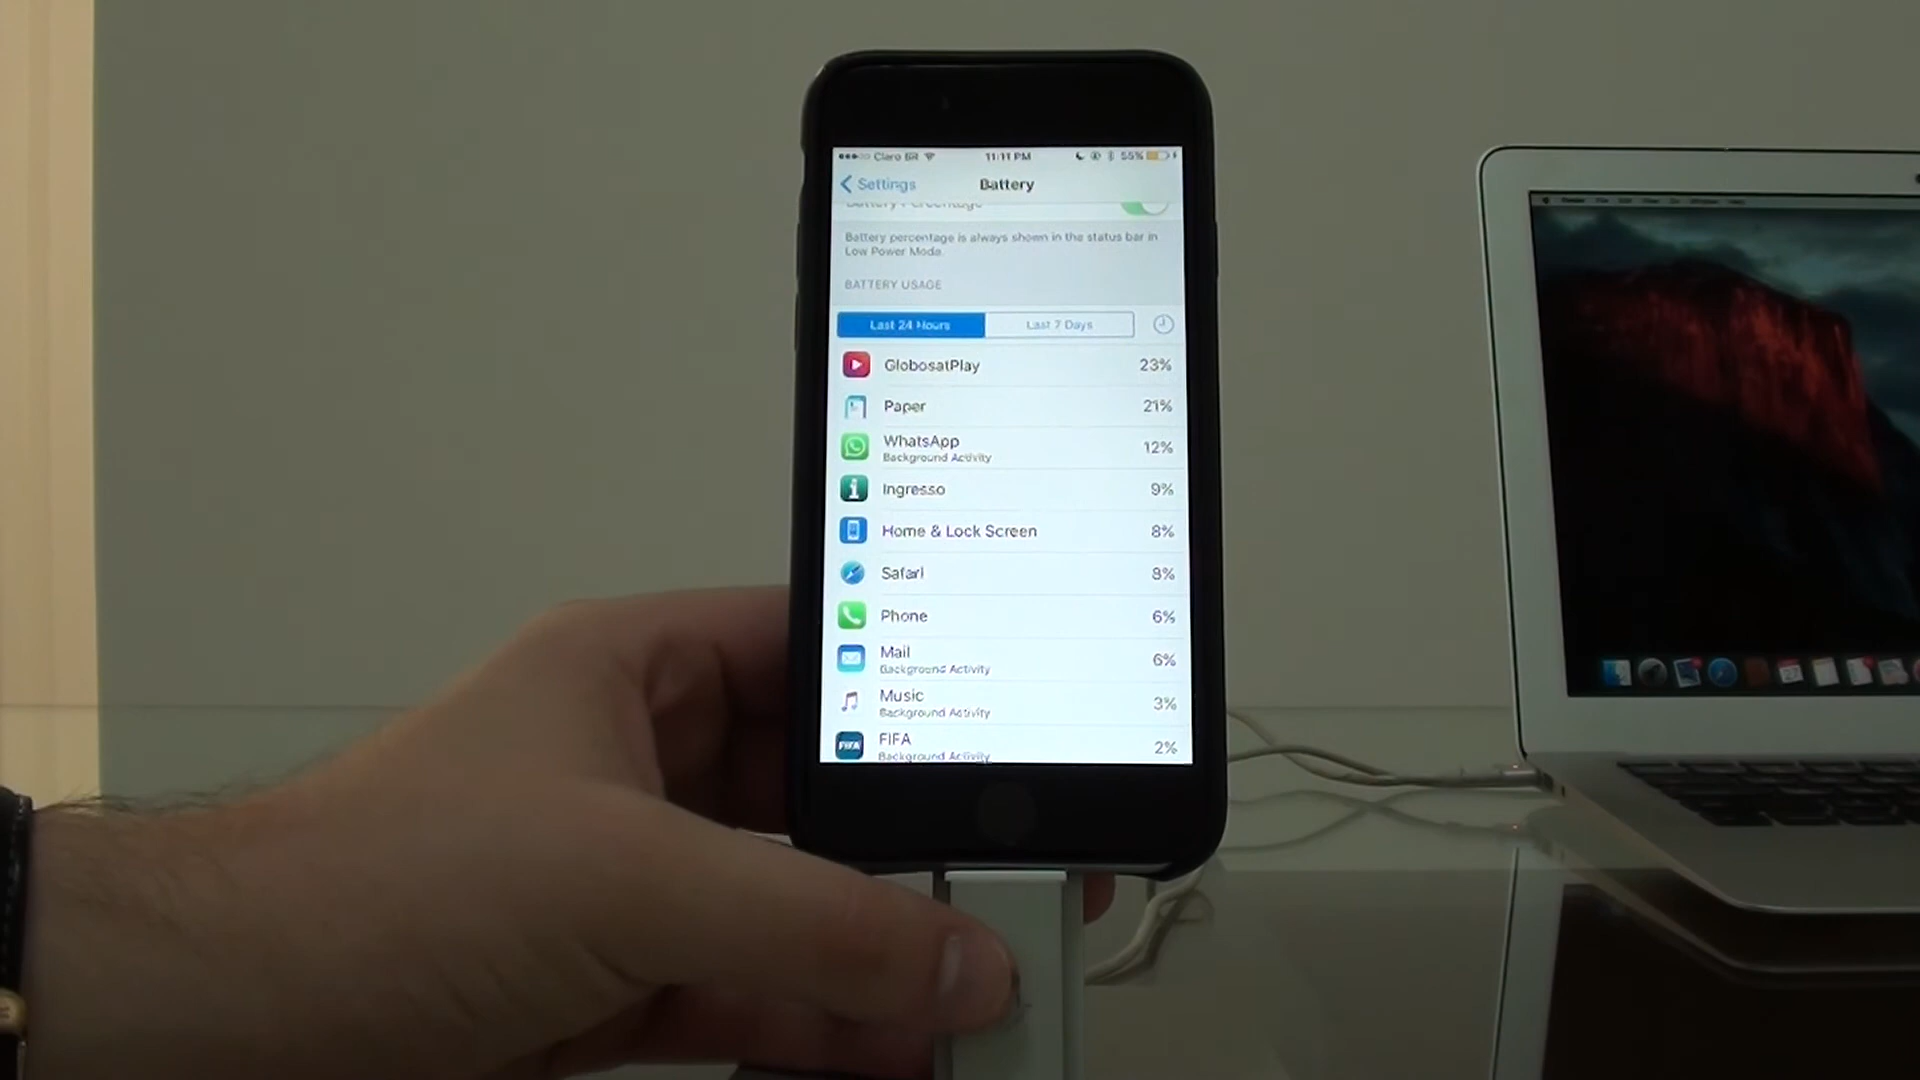 Claro BR 11:11 PM 55%
Settings Battery
Battery Percentage
Battery percentage is always shown in the status bar in
Low Power Mode.
BATTERY USAGE
Last 24 Hours Last 7 Days
GlobosatPlay 23%
Paper 21%
WhatsApp 12%
Background Activity
Ingresso 9%
Home & Lock Screen 8%
Safari 8%
Phone 6%
Mail 6%
Background Activity
Music 3%
Background Activity
FIFA FIFA 2%
Background Activity